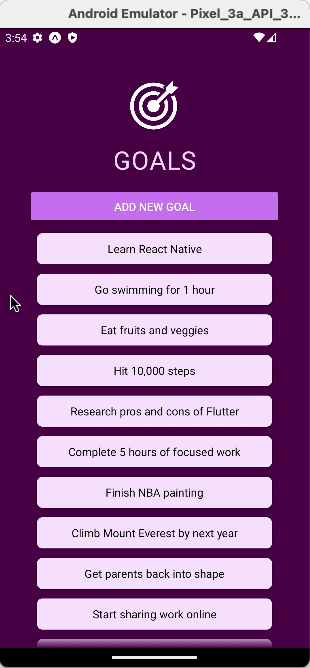 Android Emulator - Pixel_3a_API_3...
3:54
GOALS
ADD NEW GOAL
Learn React Native
Go swimming for 1 hour
Eat fruits and veggies
Hit 10,000 steps
Research pros and cons of Flutter
Complete 5 hours of focused work
Finish NBA painting
Climb Mount Everest by next year
Get parents back into shape
Start sharing work online